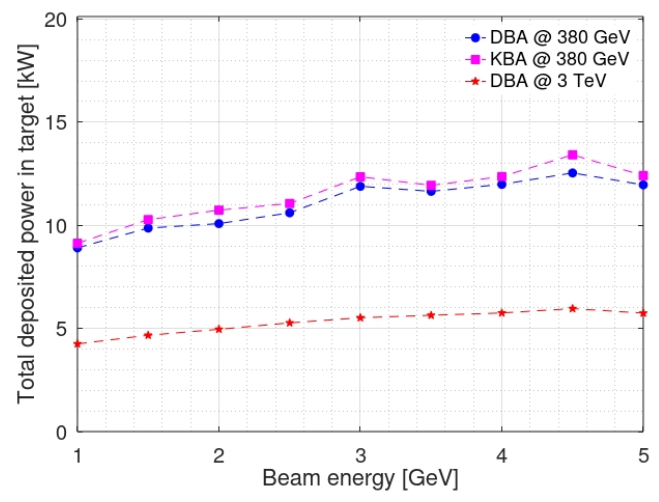 20
15
10
5
0
1
2
3
4
5
Total deposited power in target [kW]
Beam energy [GeV]
DBA @ 380 GeV
KBA @ 380 GeV
DBA @ 3 TeV